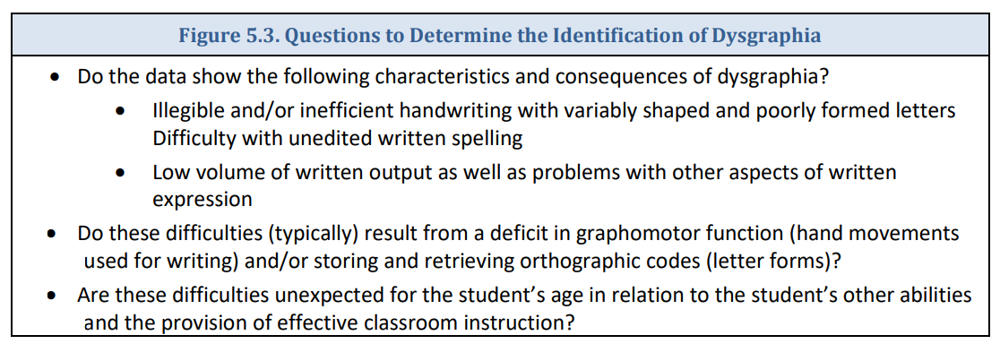 Figure 5.3. Questions to Determine the Identification of Dysgraphia
• Do the data show the following characteristics and consequences of dysgraphia?
• Illegible and/or inefficient handwriting with variably shaped and poorly formed letters
Difficulty with unedited written spelling
• Low volume of written output as well as problems with other aspects of written
expression
• Do these difficulties (typically) result from a deficit in graphomotor function (hand movements
used for writing) and/or storing and retrieving orthographic codes (letter forms)?
• Are these difficulties unexpected for the student’s age in relation to the student’s other abilities
and the provision of effective classroom instruction?